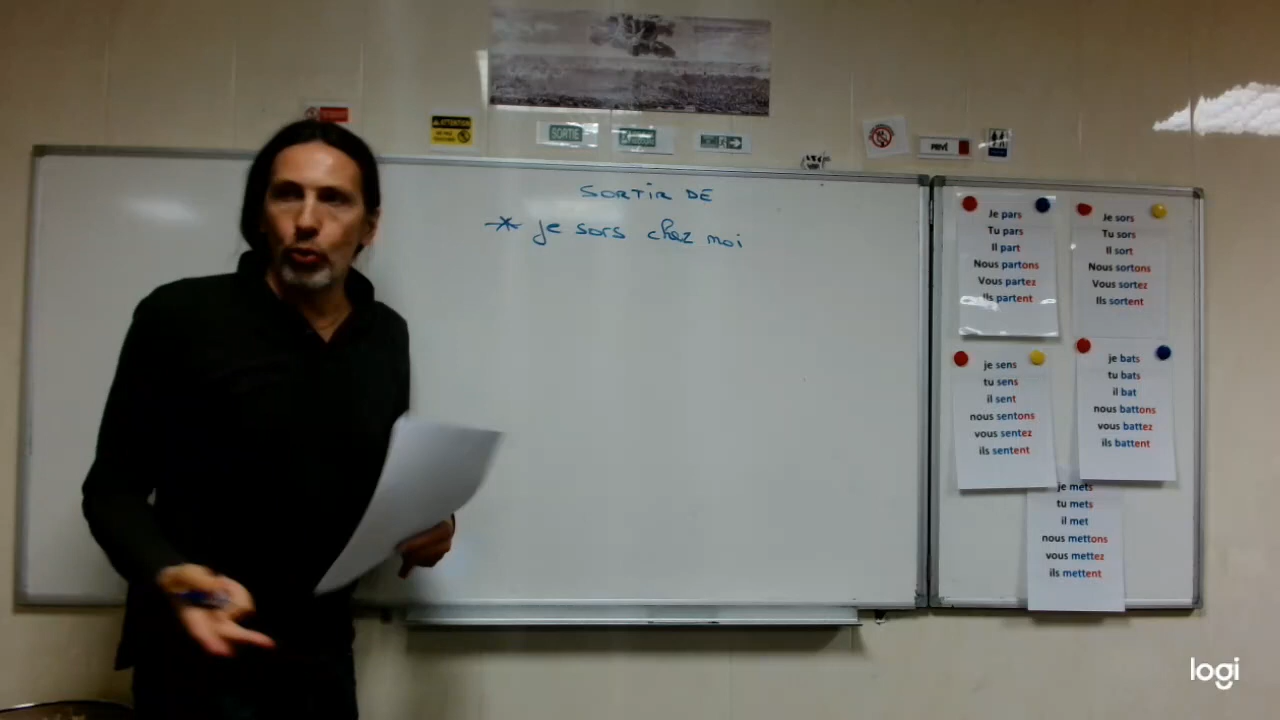 ATTENTION
SORTIE
PRIVÉ
SORTIR DE
* je sors chez moi
Je pars
Tu pars
Il part
Nous partons
Vous partez
Ils partent
Je sors
Tu sors
Il sort
Nous sortons
Vous sortez
Ils sortent
je sens
tu sens
il sent
nous sentons
vous sentez
ils sentent
je bats
tu bats
il bat
nous battons
vous battez
ils battent
je mets
tu mets
il met
nous mettons
vous mettez
ils mettent
logi